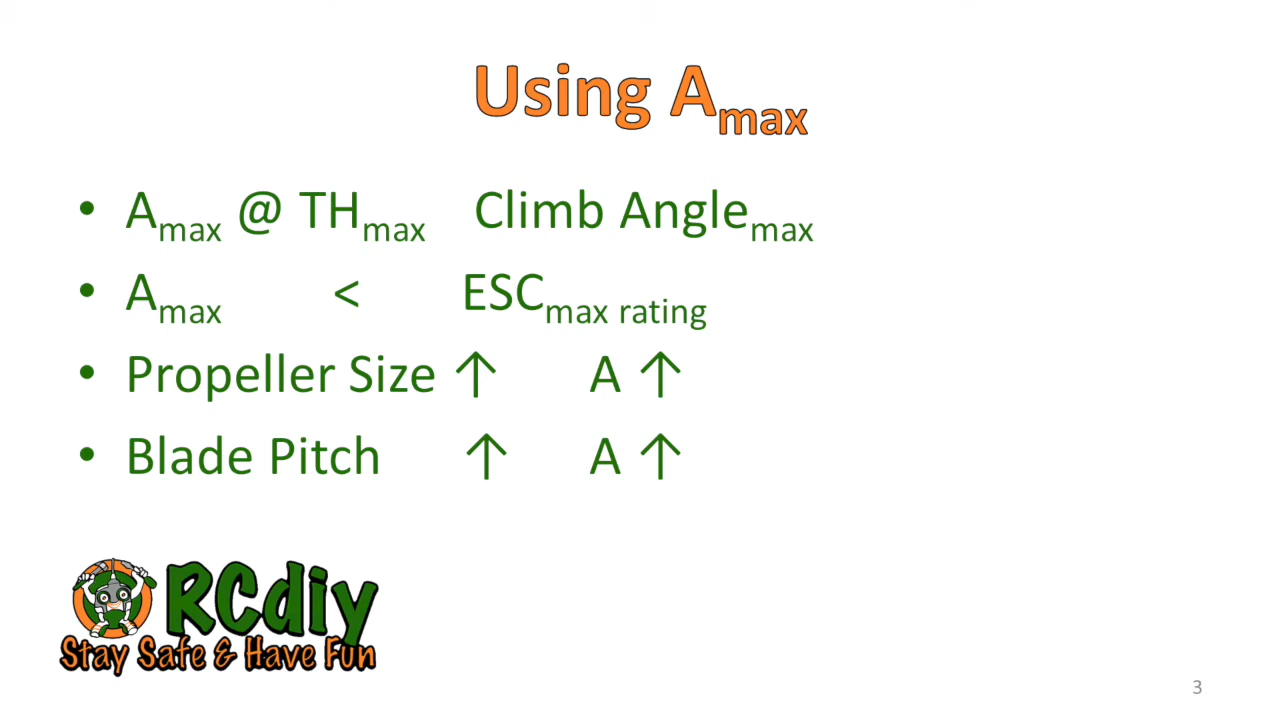 Using Amax
• Amax @ THmax Climb Anglemax
• Amax < ESCmax rating
• Propeller Size ↑ A ↑
• Blade Pitch ↑ A ↑
RCdiy
Stay Safe & Have Fun
3